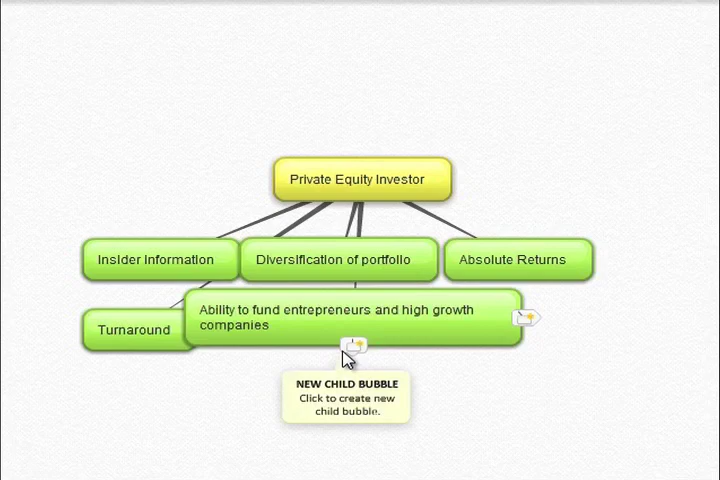 Private Equity Investor
Insider Information
Diversification of portfolio
Absolute Returns
Ability to fund entrepreneurs and high growth
companies
Turnaround
NEW CHILD BUBBLE
Click to create new
child bubble.